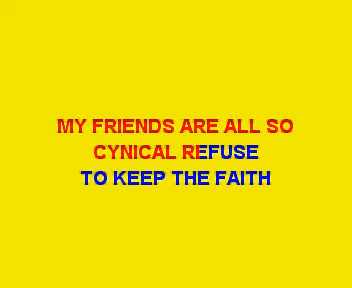 MY FRIENDS ARE ALL SO
CYNICAL REFUSE
TO KEEP THE FAITH